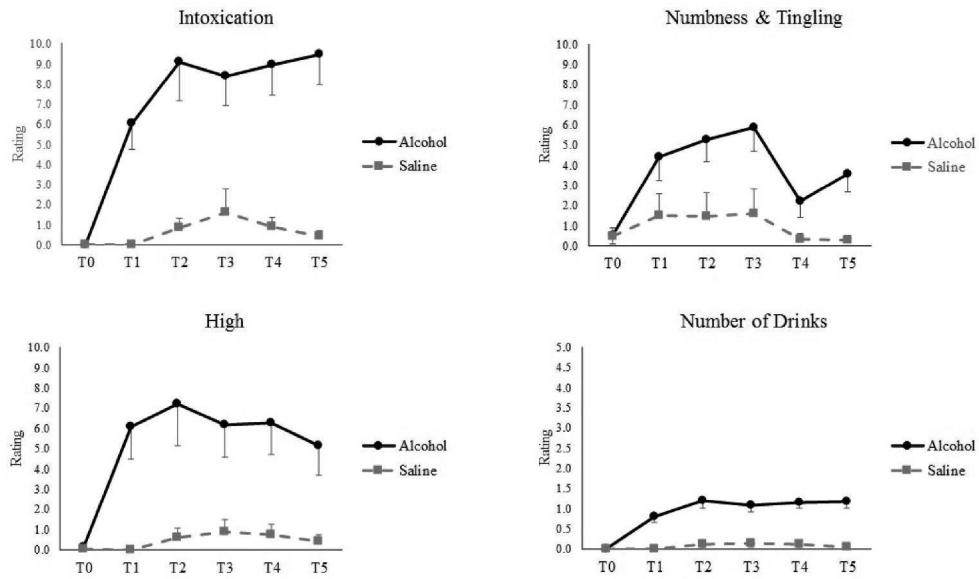 Intoxication
10.0
9.0
8.0
7.0
6.0
5.0
4.0
3.0
2.0
1.0
0.0
Rating
T0 T1 T2 T3 T4 T5
Alcohol
Saline
Numbness & Tingling
10.0
9.0
8.0
7.0
6.0
5.0
4.0
3.0
2.0
1.0
0.0
Rating
T0 T1 T2 T3 T4 T5
Alcohol
Saline
High
10.0
9.0
8.0
7.0
6.0
5.0
4.0
3.0
2.0
1.0
0.0
Rating
T0 T1 T2 T3 T4 T5
Alcohol
Saline
Number of Drinks
5.0
4.5
4.0
3.5
3.0
2.5
2.0
1.5
1.0
0.5
0.0
Rating
T0 T1 T2 T3 T4 T5
Alcohol
Saline